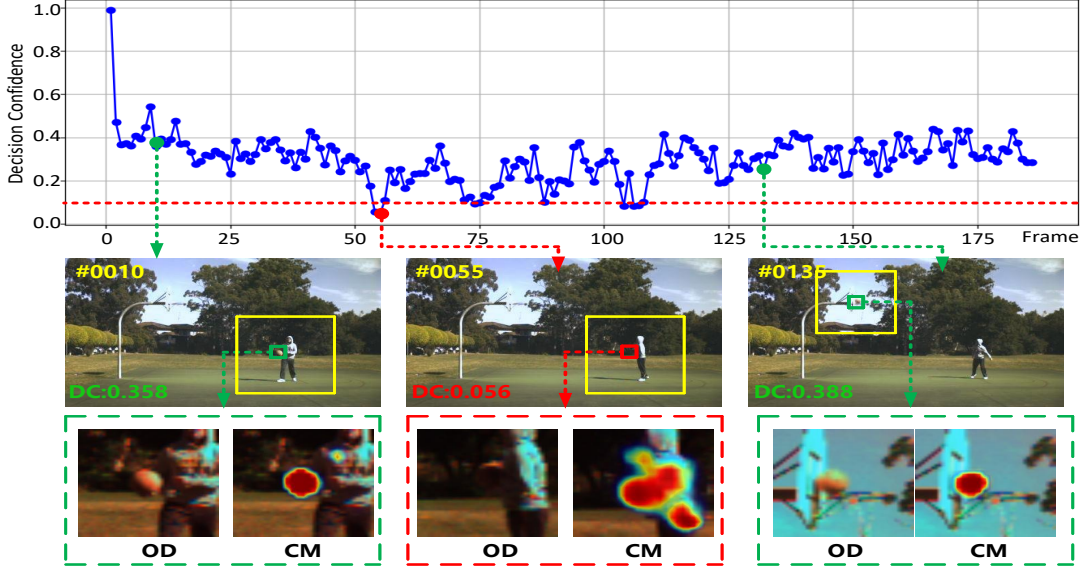 1.0
0.8
0.6
0.4
0.2
0.0
Decision Confidence
0 25 50 75 100 125 150 175 Frame
#0010 #0055 #0135
DC:0.358 DC:0.056 DC:0.388
OD CM OD CM OD CM